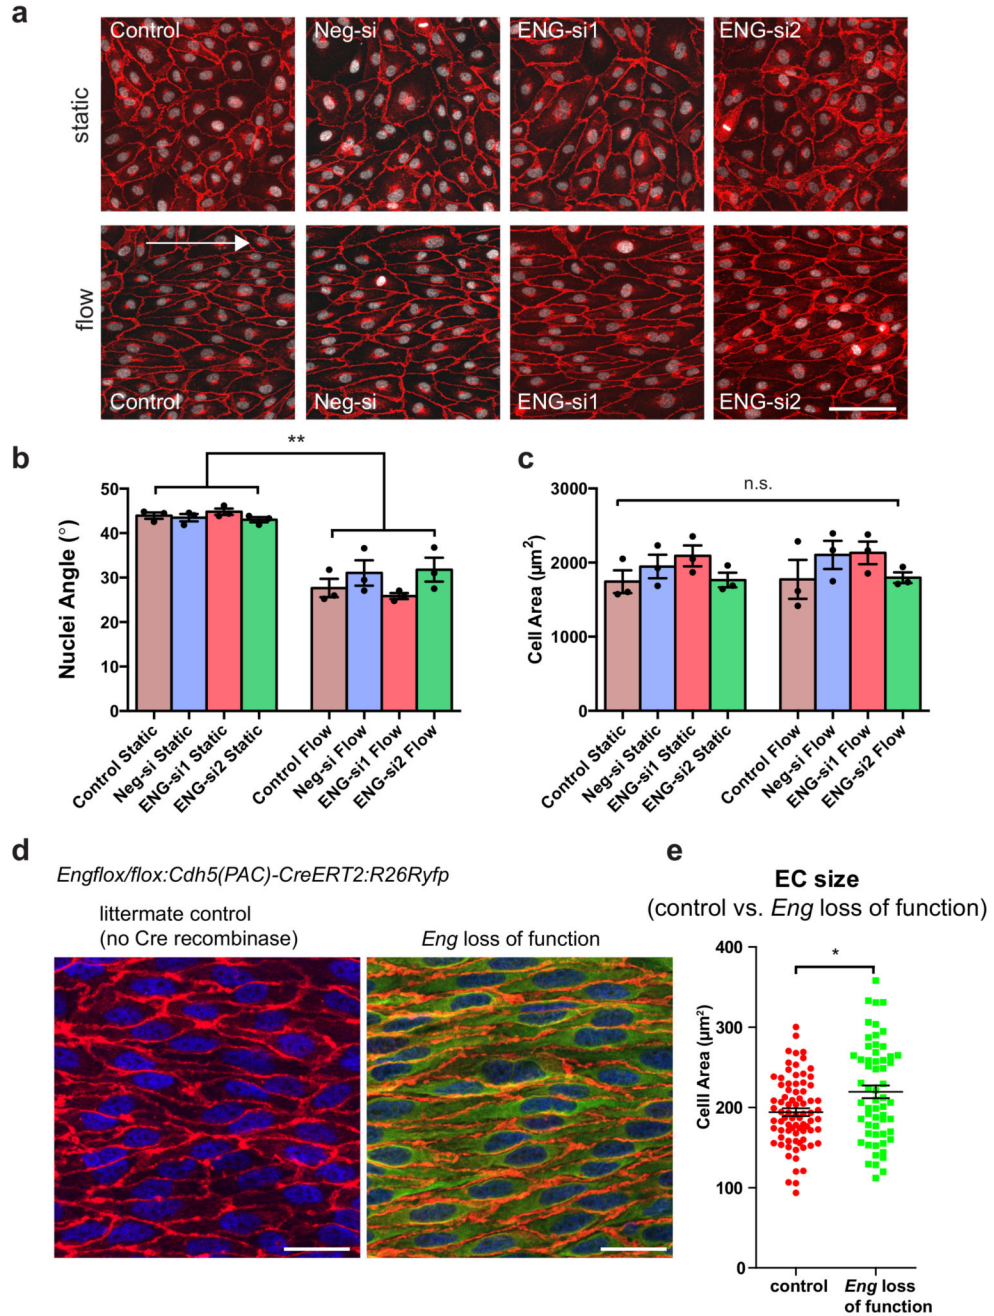 a
Control
Neg-si
ENG-si1
ENG-si2
static
flow
Control
Neg-si
ENG-si1
ENG-si2
b
**
Nuclei Angle (°)
50
40
30
20
10
0
Control Static
Neg-si Static
ENG-si1 Static
ENG-si2 Static
Control Flow
Neg-si Flow
ENG-si1 Flow
ENG-si2 Flow
c
n.s.
Cell Area (µm²)
3000
2000
1000
0
Control Static
Neg-si Static
ENG-si1 Static
ENG-si2 Static
Control Flow
Neg-si Flow
ENG-si1 Flow
ENG-si2 Flow
d
Engflox/flox:Cdh5(PAC)-CreERT2:R26Ryfp
littermate control
(no Cre recombinase)
Eng loss of function
e
EC size
(control vs. Eng loss of function)
*
Celll Area (µm²)
400
300
200
100
0
control
Eng loss
of function